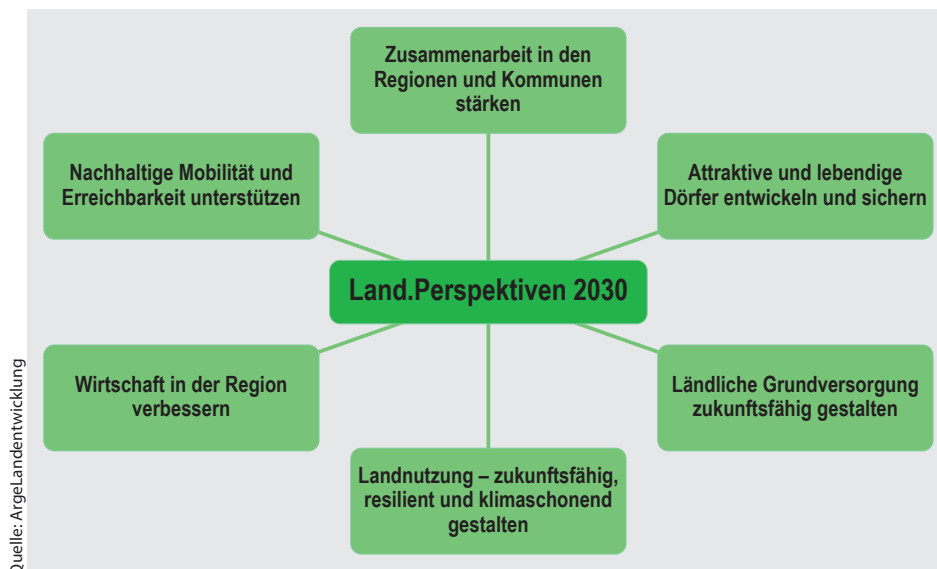 Zusammenarbeit in den
Regionen und Kommunen
stärken
Nachhaltige Mobilität und
Erreichbarkeit unterstützen
Attraktive und lebendige
Dörfer entwickeln und sichern
Land.Perspektiven 2030
Wirtschaft in der Region
verbessern
Ländliche Grundversorgung
zukunftsfähig gestalten
Landnutzung – zukunftsfähig,
resilient und klimaschonend
gestalten
Quelle: ArgeLandentwicklung